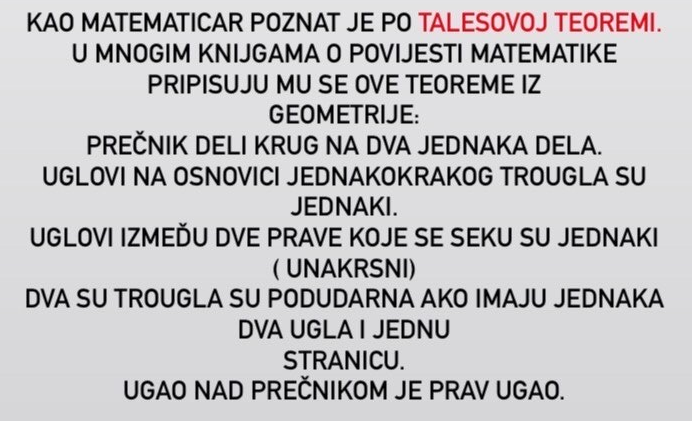 KAO MATEMATICAR POZNAT JE PO TALESOVOJ TEOREMI.
U MNOGIM KNIJGAMA O POVIJESTI MATEMATIKE
PRIPISUJU MU SE OVE TEOREME IZ
GEOMETRIJE:
PREČNIK DELI KRUG NA DVA JEDNAKA DELA.
UGLOVI NA OSNOVICI JEDNAKOKRAKOG TROUGLA SU
JEDNAKI.
UGLOVI IZMEĎU DVE PRAVE KOJE SE SEKU SU JEDNAKI
( UNAKRSNI)
DVA SU TROUGLA SU PODUDARNA AKO IMAJU JEDNAKA
DVA UGLA I JEDNU
STRANICU.
UGAO NAD PREČNIKOM JE PRAV UGAO.